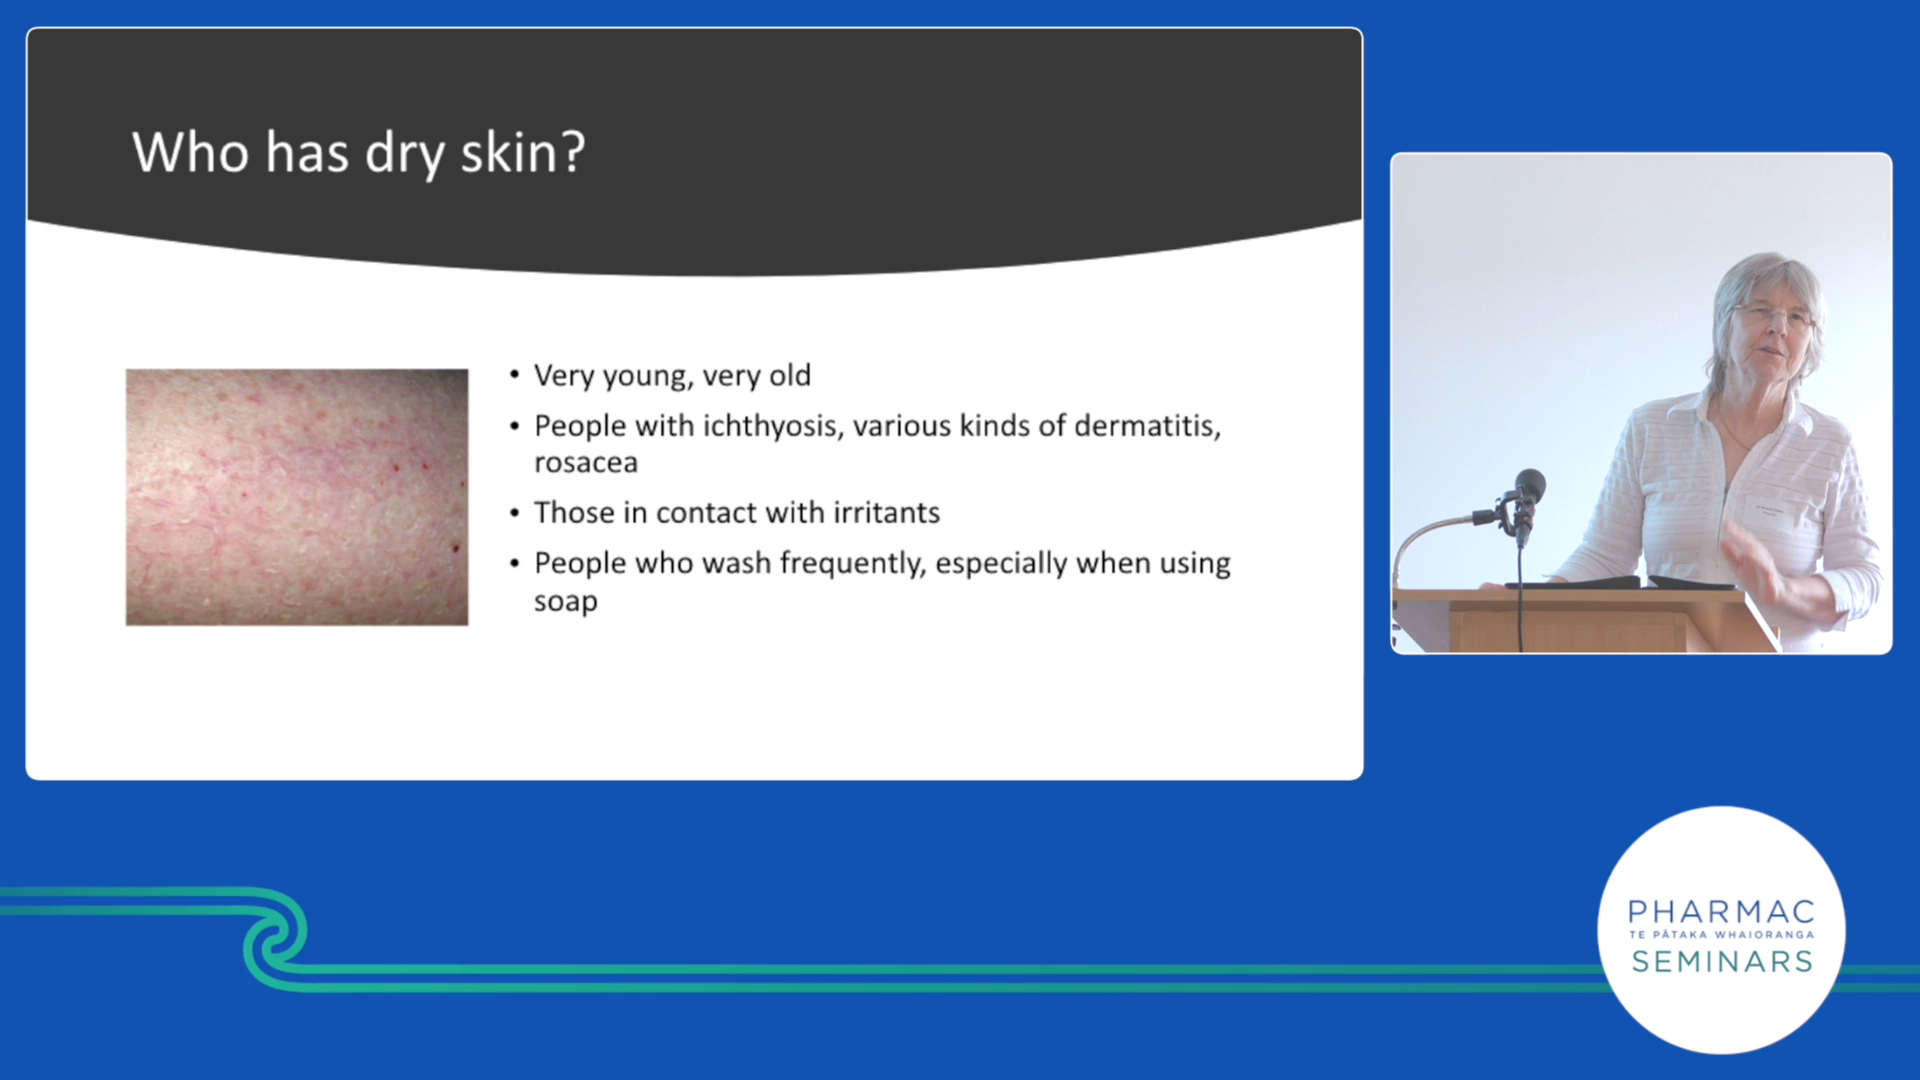 Who has dry skin?
• Very young, very old
• People with ichthyosis, various kinds of dermatitis,
rosacea
• Those in contact with irritants
• People who wash frequently, especially when using
soap
PHARMAC
TE PĀTAKA WHAIORANGA
SEMINARS